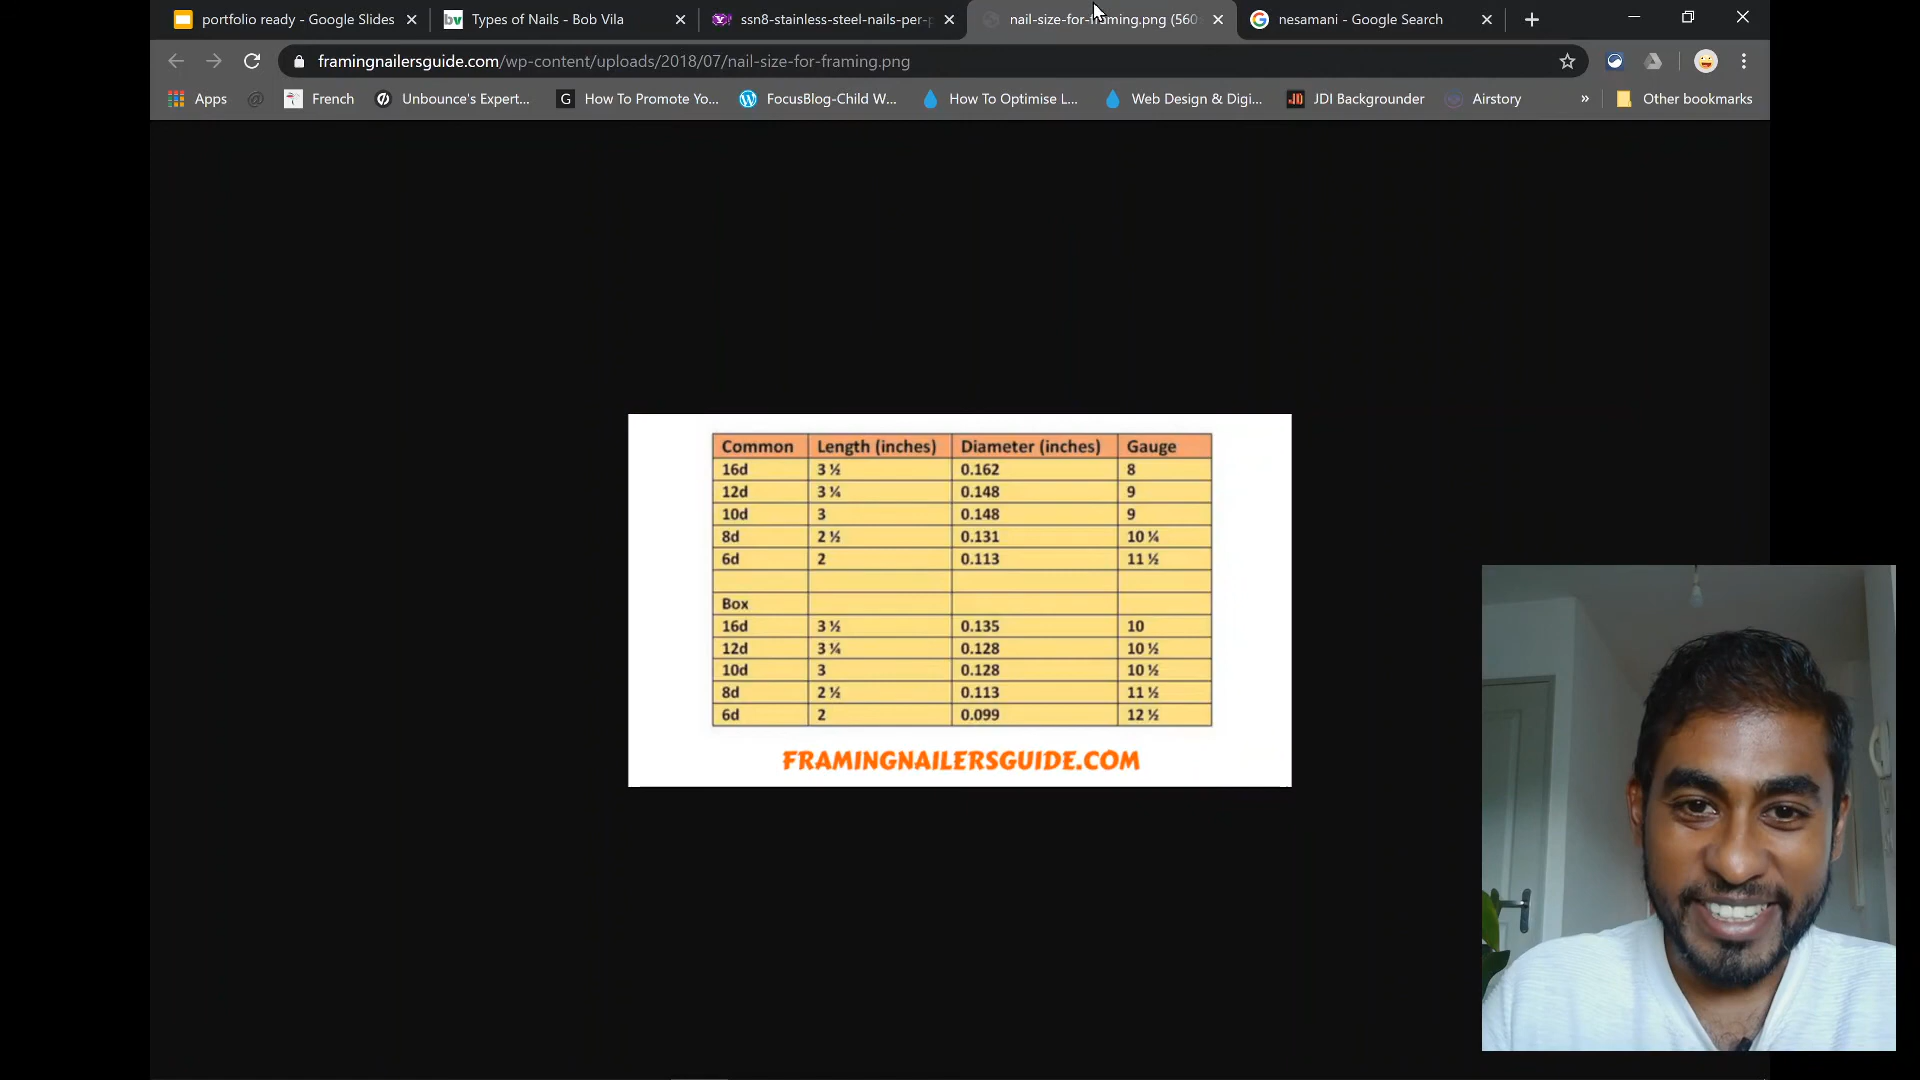 portfolio ready - Google Slides
Types of Nails - Bob Vila
ssn8-stainless-steel-nails-per-p
nail-size-for-framing.png (560
nesamani - Google Search
framingnailersguide.com/wp-content/uploads/2018/07/nail-size-for-framing.png
Apps
French
Unbounce's Expert...
How To Promote Yo...
FocusBlog-Child W...
How To Optimise L...
Web Design & Digi...
JDI Backgrounder
Airstory
»
Other bookmarks
Common Length (inches) Diameter (inches) Gauge
16d 3 ½ 0.162 8
12d 3 ¼ 0.148 9
10d 3 0.148 9
8d 2 ½ 0.131 10 ¼
6d 2 0.113 11 ½
Box
16d 3 ½ 0.135 10
12d 3 ¼ 0.128 10 ½
10d 3 0.128 10 ½
8d 2 ½ 0.113 11 ½
6d 2 0.099 12 ½
FRAMINGNAILERSGUIDE.COM